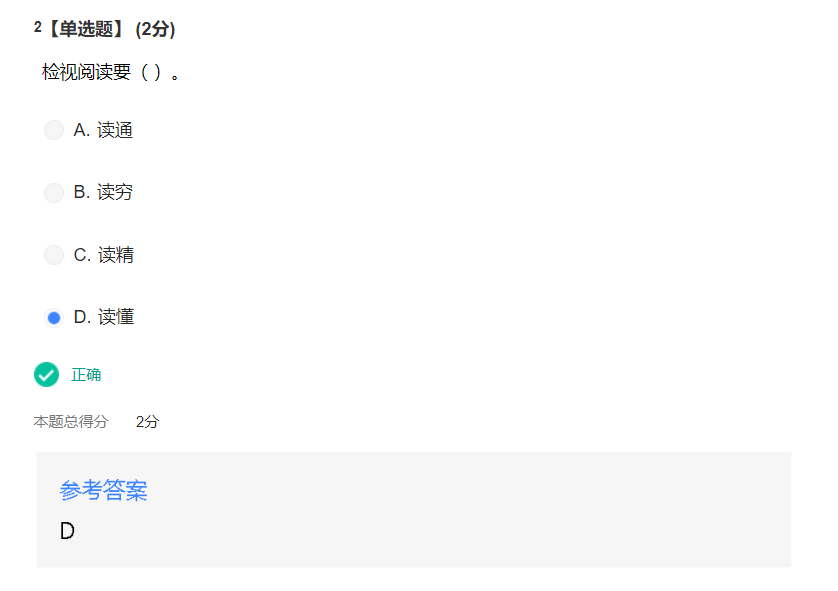 2【单选题】 (2分)
检视阅读要（ ）。
A. 读通
B. 读穷
C. 读精
D. 读懂
正确
本题总得分 2分
参考答案
D